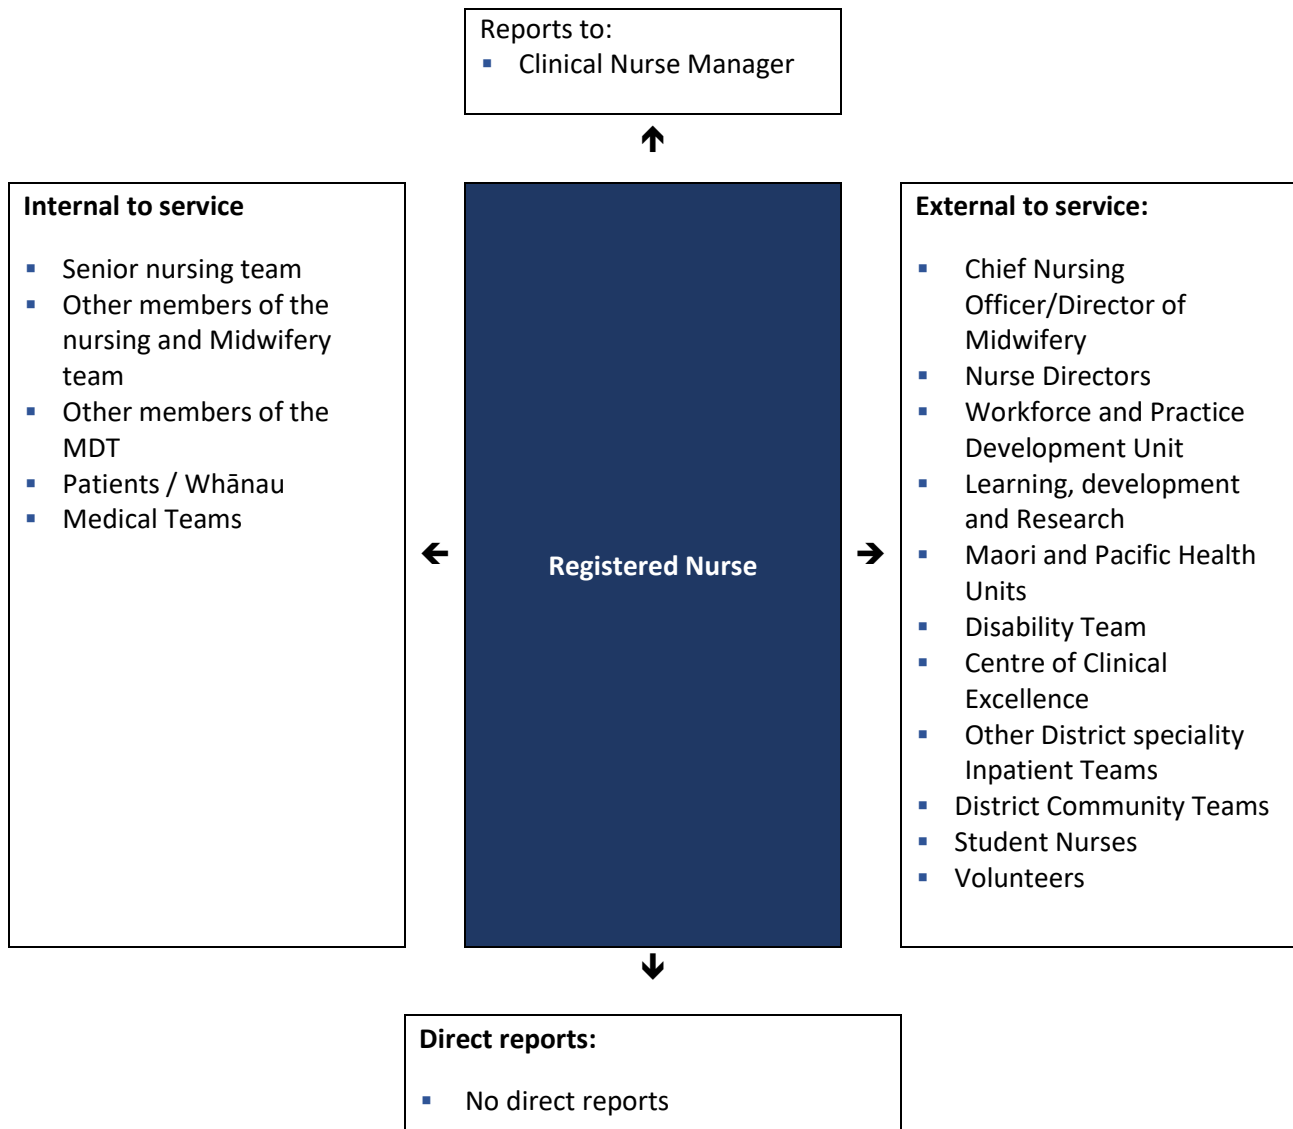 Reports to:
▪ Clinical Nurse Manager
Internal to service
▪ Senior nursing team
▪ Other members of the
nursing and Midwifery
team
▪ Other members of the
MDT
▪ Patients / Whānau
▪ Medical Teams
Registered Nurse
External to service:
▪ Chief Nursing
Officer/Director of
Midwifery
▪ Nurse Directors
▪ Workforce and Practice
Development Unit
▪ Learning, development
and Research
▪ Maori and Pacific Health
Units
▪ Disability Team
▪ Centre of Clinical
Excellence
▪ Other District speciality
Inpatient Teams
▪ District Community Teams
▪ Student Nurses
▪ Volunteers
Direct reports:
▪ No direct reports